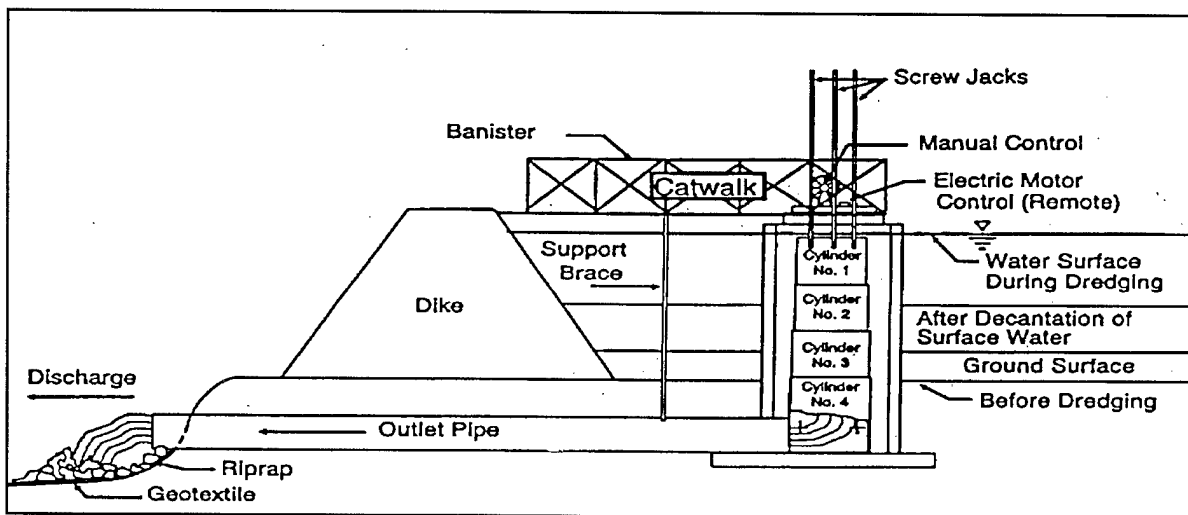 Screw Jacks
Banister
Manual Control
Catwalk
Electric Motor
Control (Remote)
Support
Brace
Cylinder
No. 1
Water Surface
During Dredging
Dike
Cylinder
No. 2
After Decantation of
Surface Water
Cylinder
No. 3
Ground Surface
Discharge
Cylinder
No. 4
Before Dredging
Outlet Pipe
Riprap
Geotextile